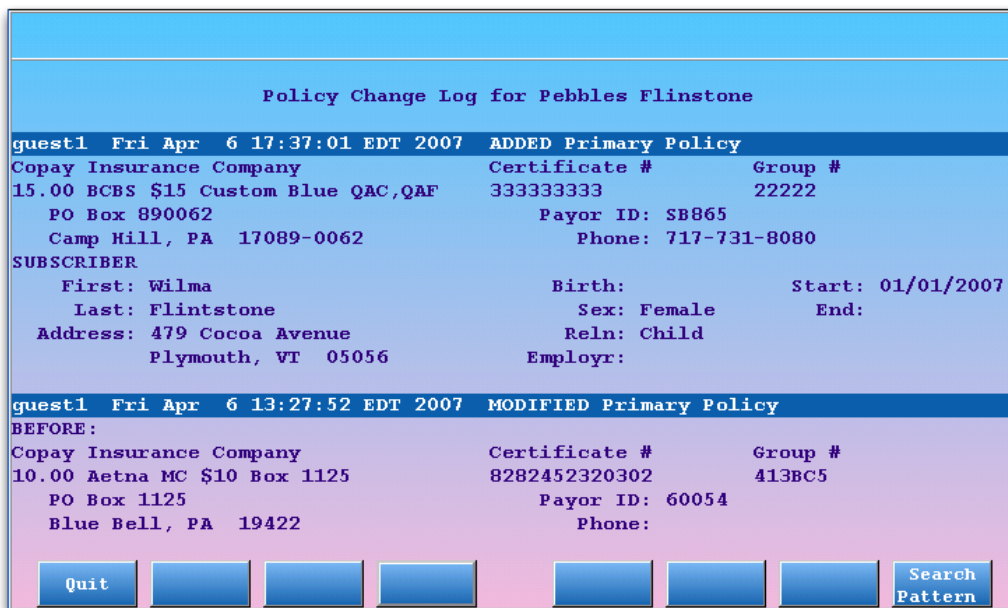 Policy Change Log for Pebbles Flinstone
guest1 Fri Apr 6 17:37:01 EDT 2007 ADDED Primary Policy
Copay Insurance Company Certificate # Group #
15.00 BCBS $15 Custom Blue QAC,QAF 333333333 22222
PO Box 890062 Payor ID: SB865
Camp Hill, PA 17089-0062 Phone: 717-731-8080
SUBSCRIBER
First: Wilma Birth: Start: 01/01/2007
Last: Flintstone Sex: Female End:
Address: 479 Cocoa Avenue Reln: Child
Plymouth, VT 05056 Employr:
guest1 Fri Apr 6 13:27:52 EDT 2007 MODIFIED Primary Policy
BEFORE:
Copay Insurance Company Certificate # Group #
10.00 Aetna MC $10 Box 1125 8282452320302 413BC5
PO Box 1125 Payor ID: 60054
Blue Bell, PA 19422 Phone:
Quit Search
Pattern